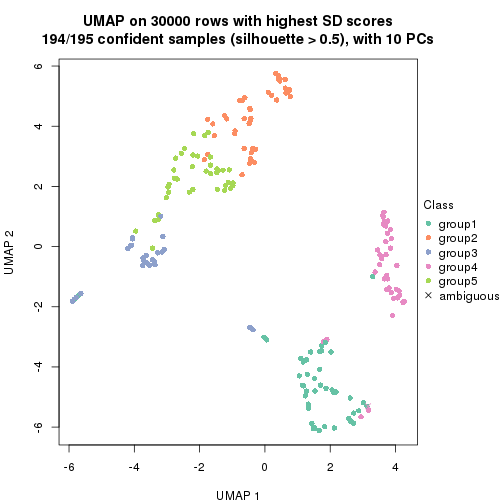 UMAP on 30000 rows with highest SD scores
194/195 confident samples (silhouette > 0.5), with 10 PCs
UMAP 2
6
4
2
0
-2
-4
-6
-6
-4
-2
0
2
4
UMAP 1
Class
group1
group2
group3
group4
group5
ambiguous